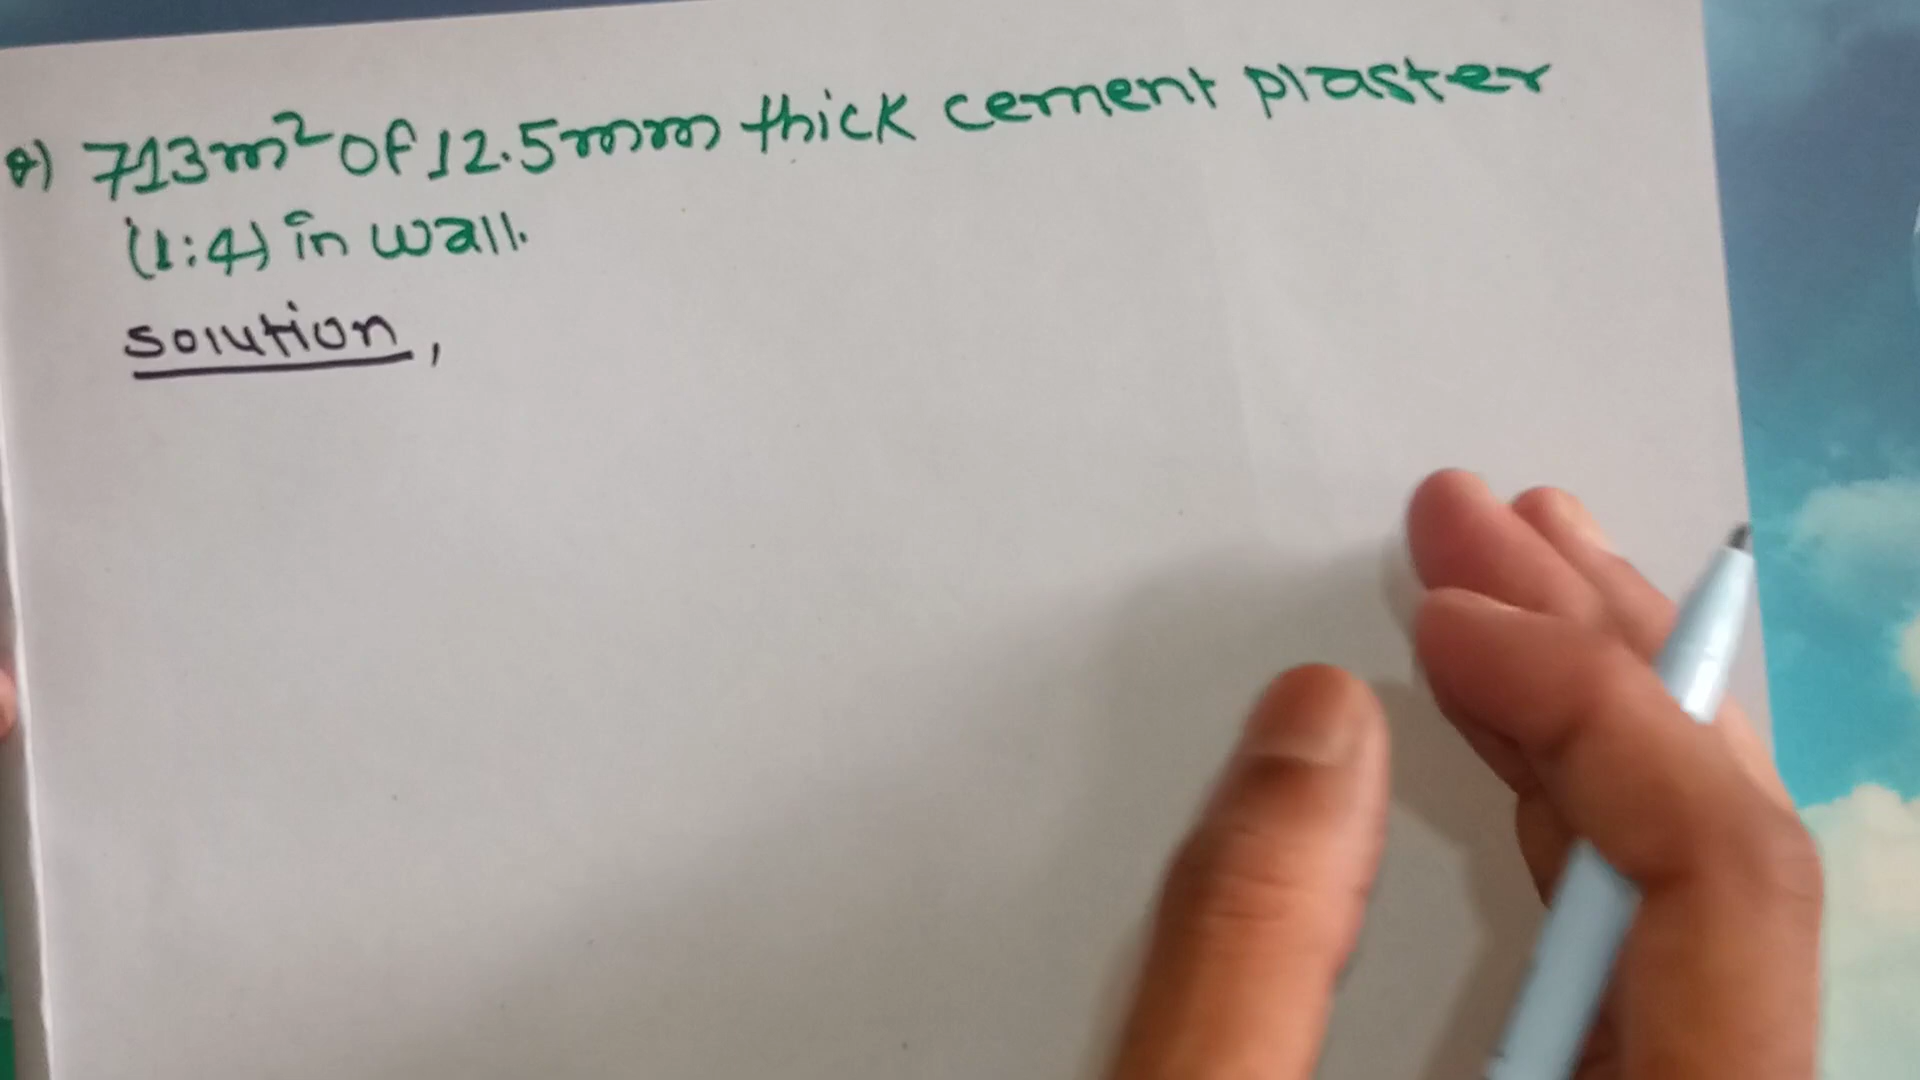 Q) 713m² of 12.5mm thick cement plaster
(1:4) in wall.
solution,